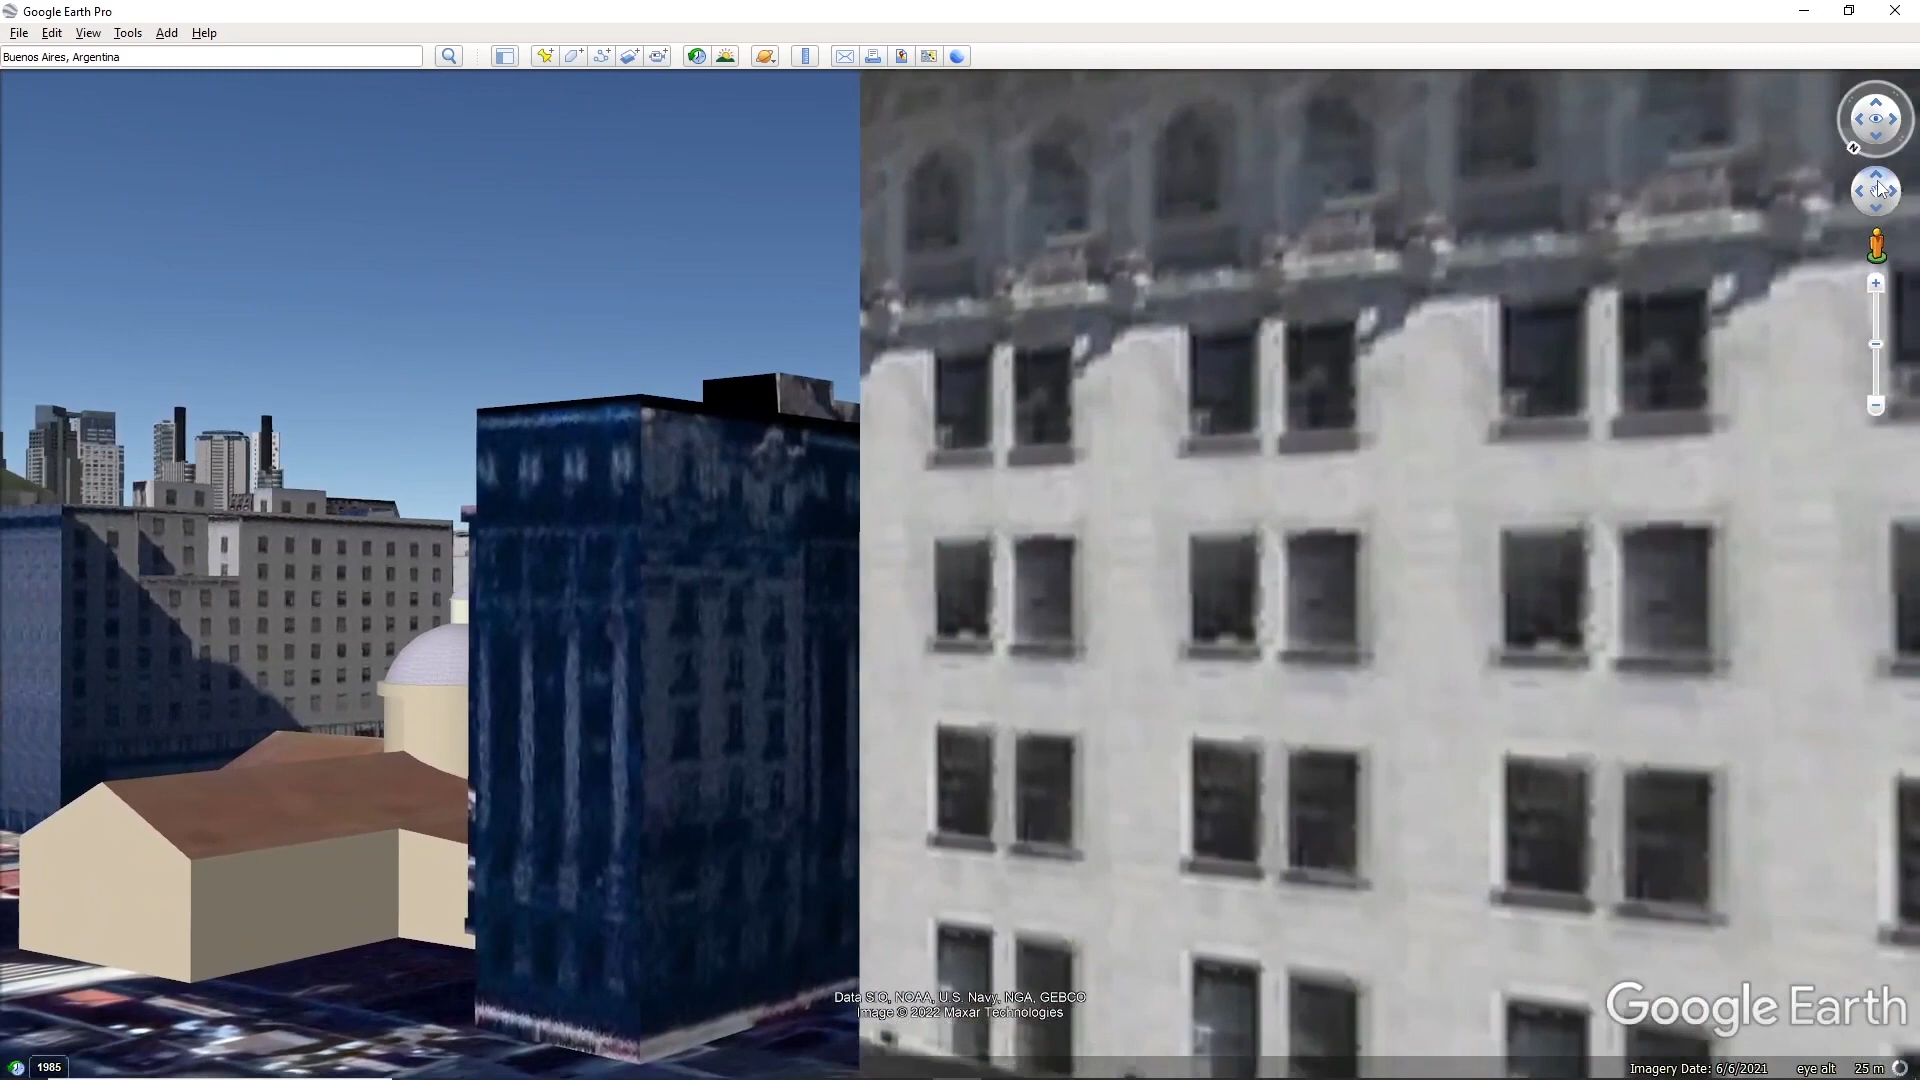 Google Earth Pro
File Edit View Tools Add Help
Buenos Aires, Argentina
N
Data SIO, NOAA, U.S. Navy, NGA, GEBCO
Image © 2022 Maxar Technologies
Google Earth
1985
Imagery Date: 6/6/2021 eye alt 25 m